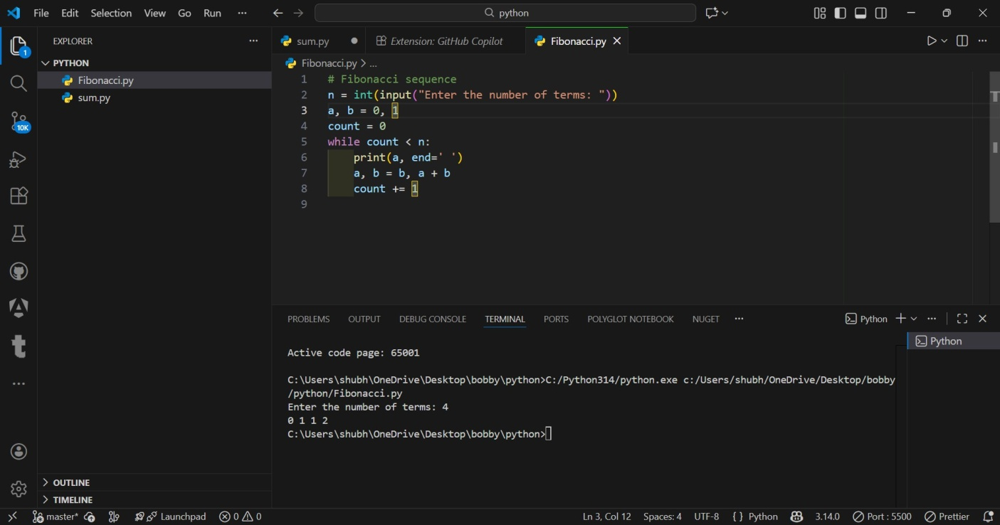 File Edit Selection View Go Run ··· python
EXPLORER ···
PYTHON
Fibonacci.py
sum.py
OUTLINE
TIMELINE
1
10K
sum.py Extension: GitHub Copilot Fibonacci.py
Fibonacci.py > ...
1 # Fibonacci sequence
2 n = int(input("Enter the number of terms: "))
3 a, b = 0, 1
4 count = 0
5 while count < n:
6     print(a, end=' ')
7     a, b = b, a + b
8     count += 1
9
PROBLEMS OUTPUT DEBUG CONSOLE TERMINAL PORTS POLYGLOT NOTEBOOK NUGET ··· Python
Python
Active code page: 65001
C:\Users\shubh\OneDrive\Desktop\bobby\python>C:/Python314/python.exe c:/Users/shubh/OneDrive/Desktop/bobby
/python/Fibonacci.py
Enter the number of terms: 4
0 1 1 2
C:\Users\shubh\OneDrive\Desktop\bobby\python>
master* Launchpad 0 0 Ln 3, Col 12 Spaces: 4 UTF-8 { } Python 3.14.0 Port : 5500 Prettier